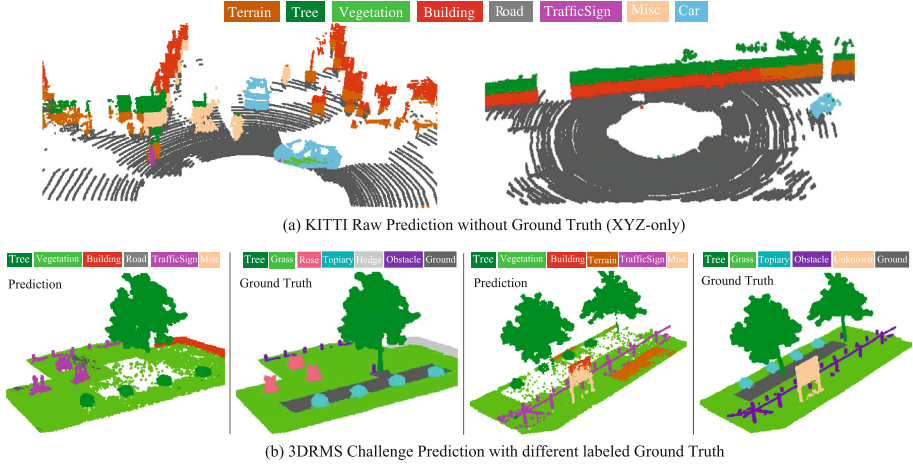 Terrain Tree Vegetation Building Road TrafficSign Misc Car
(a) KITTI Raw Prediction without Ground Truth (XYZ-only)
Tree Vegetation Building Road TrafficSign Misc
Prediction
Tree Grass Rose Topiary Hedge Obstacle Ground
Ground Truth
Tree Vegetation Building Terrain TrafficSign Misc
Prediction
Tree Grass Topiary Obstacle Unknown Ground
Ground Truth
(b) 3DRMS Challenge Prediction with different labeled Ground Truth